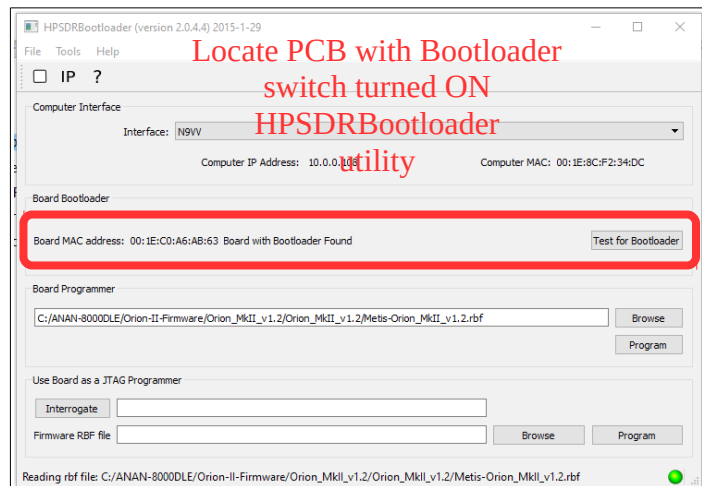 HPSDRBootloader (version 2.0.4.4) 2015-1-29
File Tools Help
Locate PCB with Bootloader
switch turned ON
HPSDRBootloader
utility
IP ?
Computer Interface
Interface: N9VV
Computer IP Address: 10.0.0.108 Computer MAC: 00:1E:8C:F2:34:DC
Board Bootloader
Board MAC address: 00:1E:C0:A6:AB:63 Board with Bootloader Found Test for Bootloader
Board Programmer
C:/ANAN-8000DLE/Orion-II-Firmware/Orion_MkII_v1.2/Orion_MkII_v1.2/Metis-Orion_MkII_v1.2.rbf Browse
Program
Use Board as a JTAG Programmer
Interrogate
Firmware RBF file Browse Program
Reading rbf file: C:/ANAN-8000DLE/Orion-II-Firmware/Orion_MkII_v1.2/Orion_MkII_v1.2/Metis-Orion_MkII_v1.2.rbf